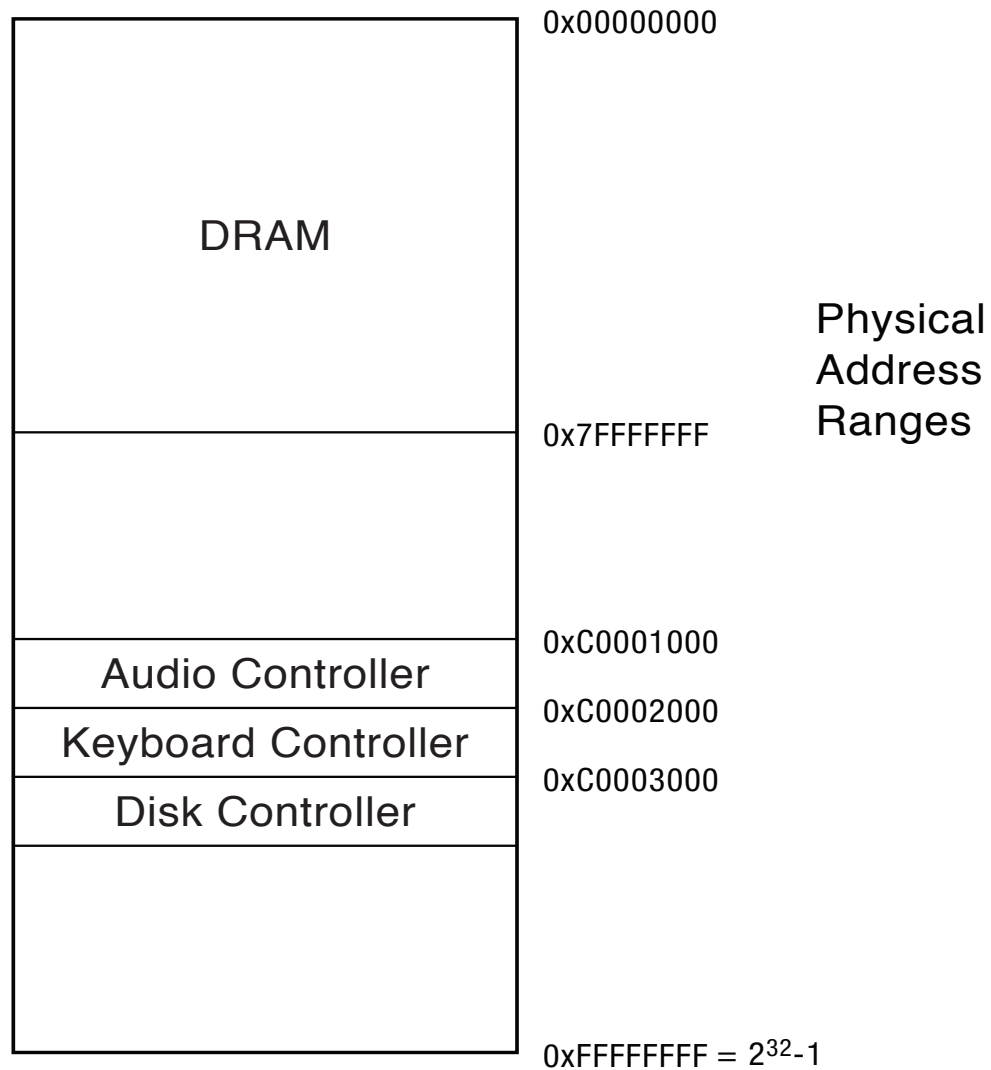 0x00000000
DRAM
Physical
Address
Ranges
0x7FFFFFFF
0xC0001000
Audio Controller
0xC0002000
Keyboard Controller
0xC0003000
Disk Controller
0xFFFFFFFF = 2³²-1